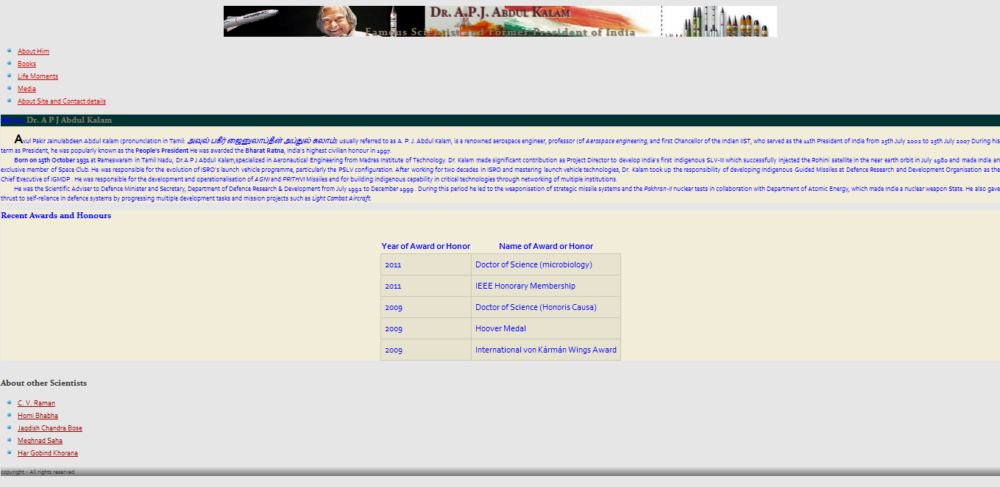 DR. A.P.J. ABDUL KALAM
Famous Scientist and Former President of India
About Him
Books
Life Moments
Media
About Site and Contact details
About Dr. A P J Abdul Kalam
Avul Pakir Jainulabdeen Abdul Kalam (pronunciation in Tamil: அவுல் பகீர் ஜைனுலாப்தீன் அப்துல் கலாம்) usually referred to as A. P. J. Abdul Kalam, is a renowned aerospace engineer, professor (of Aerospace engineering, and first Chancellor of the Indian IIST, who served as the 11th President of India from 25th July 2002 to 25th July 2007 During his
term as President, he was popularly known as the People's President He was awarded the Bharat Ratna, India's highest civilian honour in 1997.
Born on 15th October 1931 at Rameswaram in Tamil Nadu, Dr.A P J Abdul Kalam,specialized in Aeronautical Engineering from Madras Institute of Technology. Dr. Kalam made significant contribution as Project Director to develop India's first indigenous SLV-III which successfully injected the Rohini satellite in the near earth orbit in July 1980 and made India an
exclusive member of Space Club. He was responsible for the evolution of ISRO's launch vehicle programme, particularly the PSLV configuration. After working for two decades in ISRO and mastering launch vehicle technologies, Dr. Kalam took up the responsibility of developing Indigenous Guided Missiles at Defence Research and Development Organisation as the
Chief Executive of IGMDP . He was responsible for the development and operationalisation of AGNI and PRITHVI Missiles and for building indigenous capability in critical technologies through networking of multiple institutions.
He was the Scientific Adviser to Defence Minister and Secretary, Department of Defence Research & Development from July 1992 to December 1999 . During this period he led to the weaponisation of strategic missile systems and the Pokhran-II nuclear tests in collaboration with Department of Atomic Energy, which made India a nuclear weapon State. He also gave
thrust to self-reliance in defence systems by progressing multiple development tasks and mission projects such as Light Combat Aircraft.
Recent Awards and Honours
Year of Award or Honor Name of Award or Honor
2011 Doctor of Science (microbiology)
2011 IEEE Honorary Membership
2009 Doctor of Science (Honoris Causa)
2009 Hoover Medal
2009 International von Kármán Wings Award
About other Scientists
C. V. Raman
Homi Bhabha
Jagdish Chandra Bose
Meghnad Saha
Har Gobind Khorana
copyright - All rights reserved